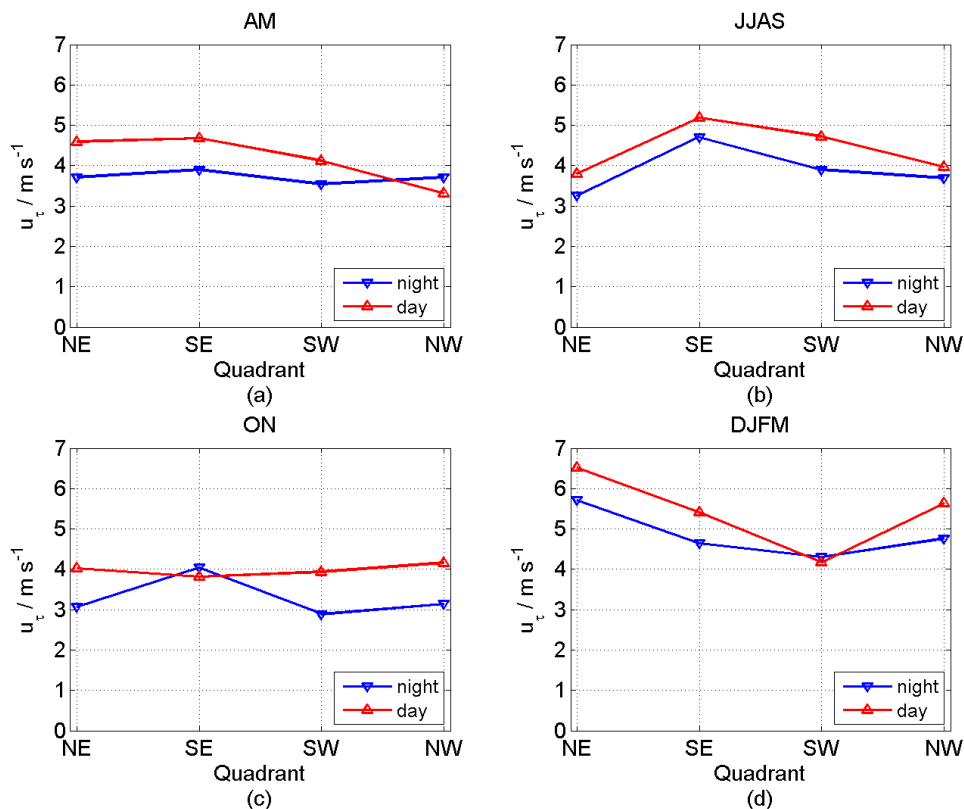 AM
7
6
5
4
3
2
1
0
u_τ / m s⁻¹
night
day
NE SE SW NW
Quadrant
(a)
JJAS
7
6
5
4
3
2
1
0
u_τ / m s⁻¹
night
day
NE SE SW NW
Quadrant
(b)
ON
7
6
5
4
3
2
1
0
u_τ / m s⁻¹
night
day
NE SE SW NW
Quadrant
(c)
DJFM
7
6
5
4
3
2
1
0
u_τ / m s⁻¹
night
day
NE SE SW NW
Quadrant
(d)